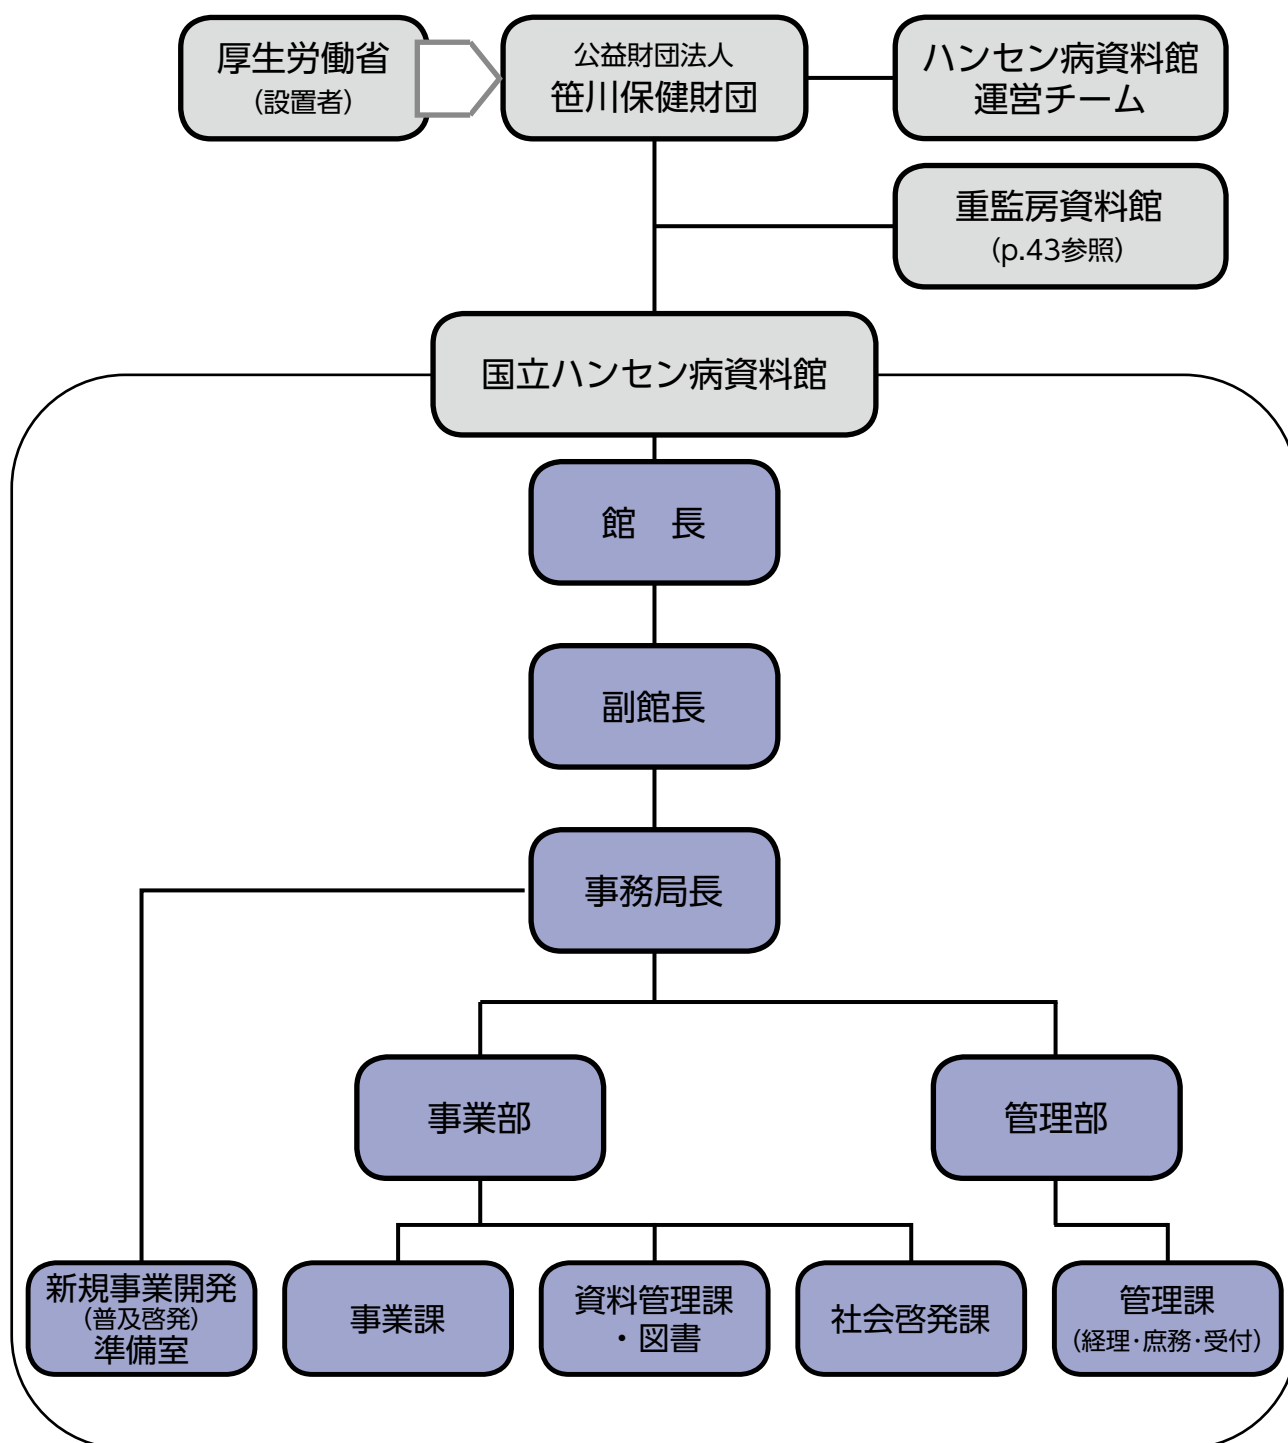 厚生労働省
(設置者)
公益財団法人
笹川保健財団
ハンセン病資料館
運営チーム
重監房資料館
(p.43参照)
国立ハンセン病資料館
館　長
副館長
事務局長
事業部
管理部
新規事業開発
(普及啓発)
準備室
事業課
資料管理課
・図書
社会啓発課
管理課
(経理・庶務・受付)